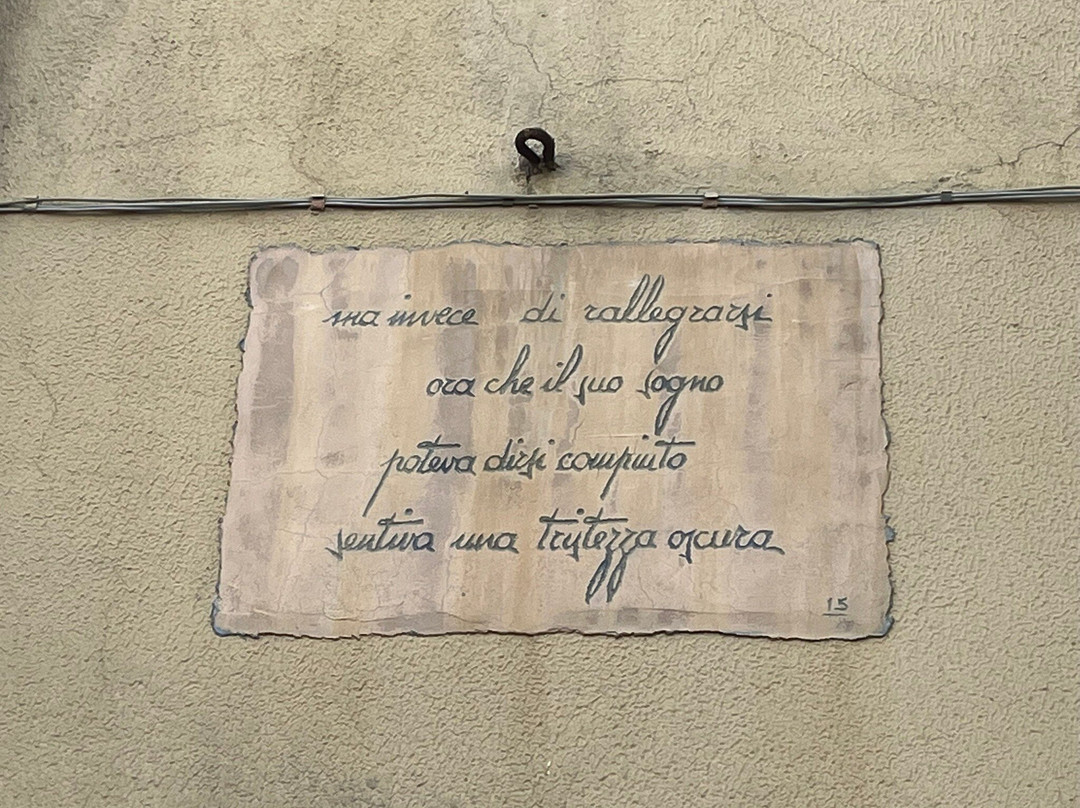 ma invece di rallegrarsi
ora che il suo sogno
poteva dirsi compiuto
sentiva una tristezza oscura
15